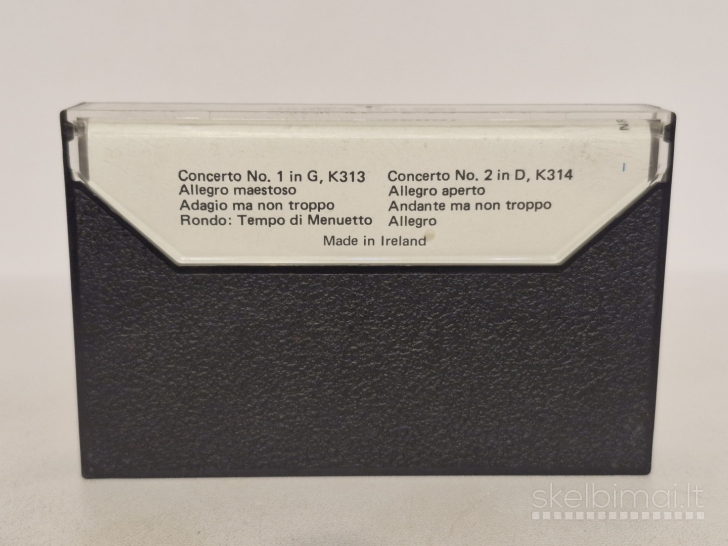 Concerto No. 1 in G, K313
Allegro maestoso
Adagio ma non troppo
Rondo: Tempo di Menuetto
Concerto No. 2 in D, K314
Allegro aperto
Andante ma non troppo
Allegro
Made in Ireland
skelbimai.lt